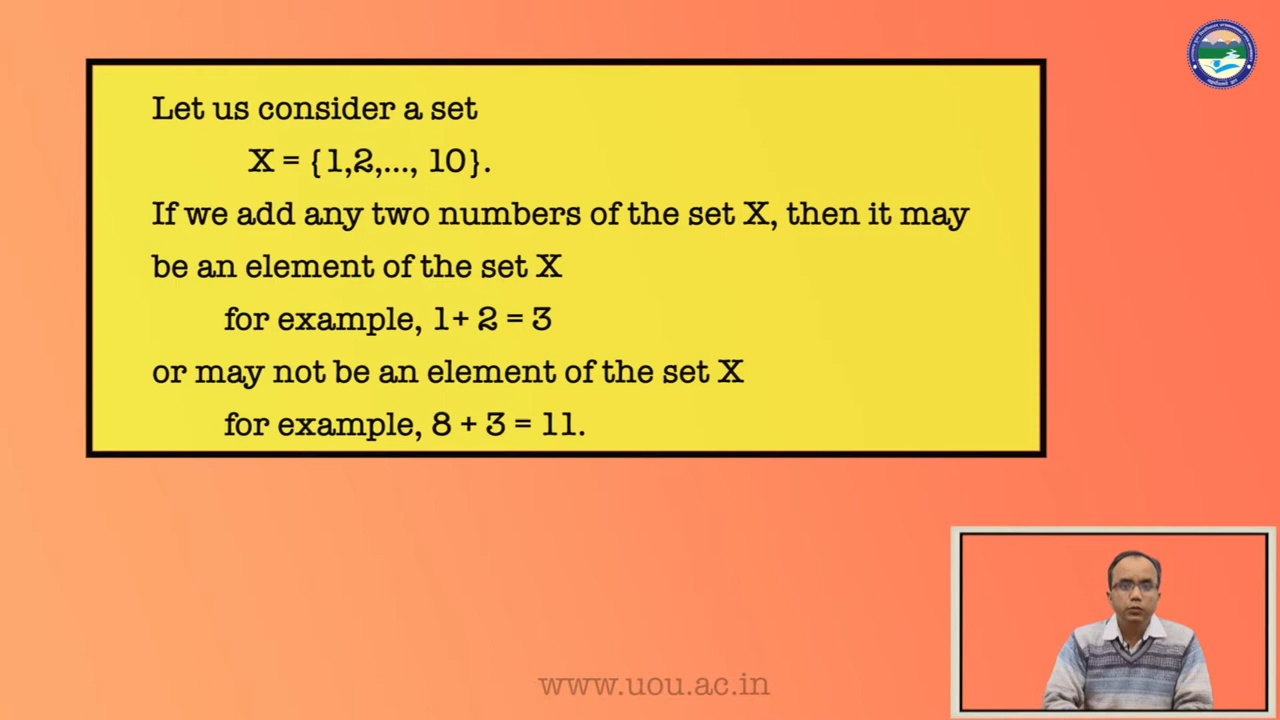 Let us consider a set
X = {1,2,..., 10}.
If we add any two numbers of the set X, then it may
be an element of the set X
for example, 1+ 2 = 3
or may not be an element of the set X
for example, 8 + 3 = 11.
www.uou.ac.in